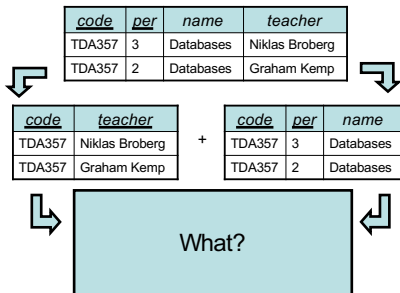 code per name teacher
TDA357 3 Databases Niklas Broberg
TDA357 2 Databases Graham Kemp
code teacher
TDA357 Niklas Broberg
TDA357 Graham Kemp
+
code per name
TDA357 3 Databases
TDA357 2 Databases
What?